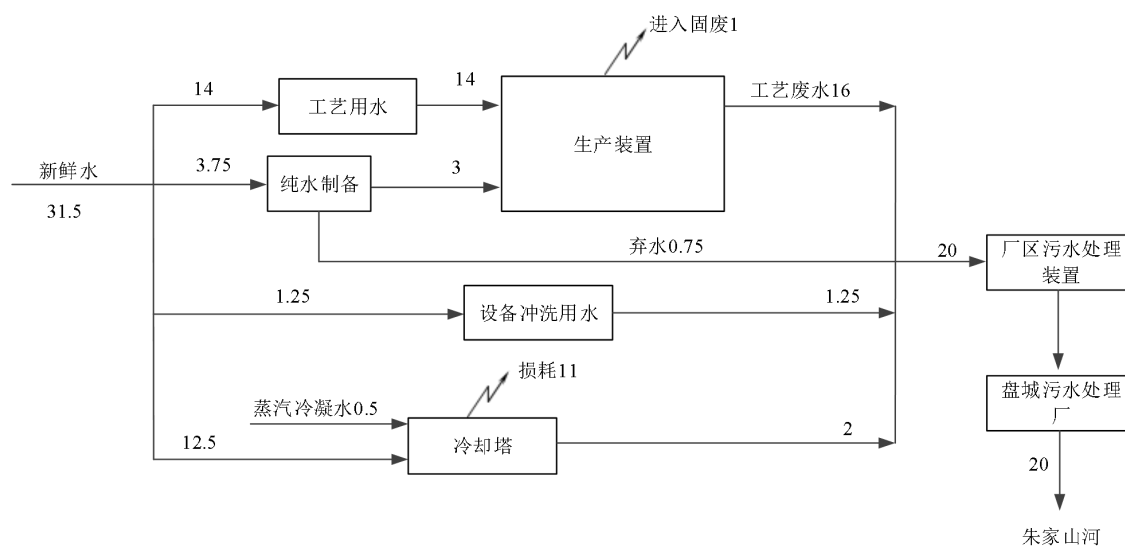 进入固废1
14
工艺用水
14
生产装置
工艺废水16
新鲜水
31.5
3.75
纯水制备
3
弃水0.75
20
厂区污水处理
装置
1.25
设备冲洗用水
1.25
损耗11
蒸汽冷凝水0.5
12.5
冷却塔
2
盘城污水处理
厂
20
朱家山河